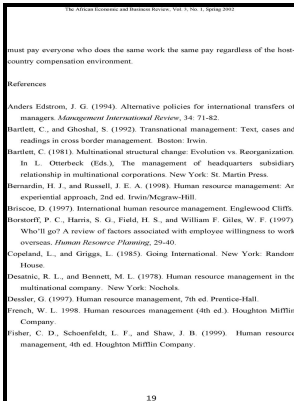 The African Economic and Business Review, Vol. 3, No. 1, Spring 2002
must pay everyone who does the same work the same pay regardless of the host-
country compensation environment.
References
Anders Edstrom, J. G. (1994). Alternative policies for international transfers of
managers. Management International Review, 34: 71-82.
Bartlett, C., and Ghoshal, S. (1992). Transnational management: Text, cases and
readings in cross border management. Boston: Irwin.
Bartlett, C. (1981). Multinational structural change: Evolution vs. Reorganization.
In L. Otterbeck (Eds.), The management of headquarters subsidiary
relationship in multinational corporations. New York: St. Martin Press.
Bernardin, H. J., and Russell, J. E. A. (1998). Human resource management: An
experiential approach, 2nd ed. Irwin/Mcgraw-Hill.
Briscoe, D. (1997). International human resource management. Englewood Cliffs.
Borstorff, P. C., Harris, S. G., Field, H. S., and William F. Giles, W. F. (1997).
Who'll go? A review of factors associated with employee willingness to work
overseas, Human Resource Planning, 29-40.
Copeland, L., and Griggs, L. (1985). Going International. New York: Random
House.
Desatnic, R. L., and Bennett, M. L. (1978). Human resource management in the
multinational company. New York: Nochols.
Dessler, G. (1997). Human resource management, 7th ed. Prentice-Hall.
French, W. L. 1998. Human resources management (4th ed.). Houghton Mifflin
Company.
Fisher, C. D., Schoenfeldt, L. F., and Shaw, J. B. (1999). Human resource
management, 4th ed. Houghton Mifflin Company.
19